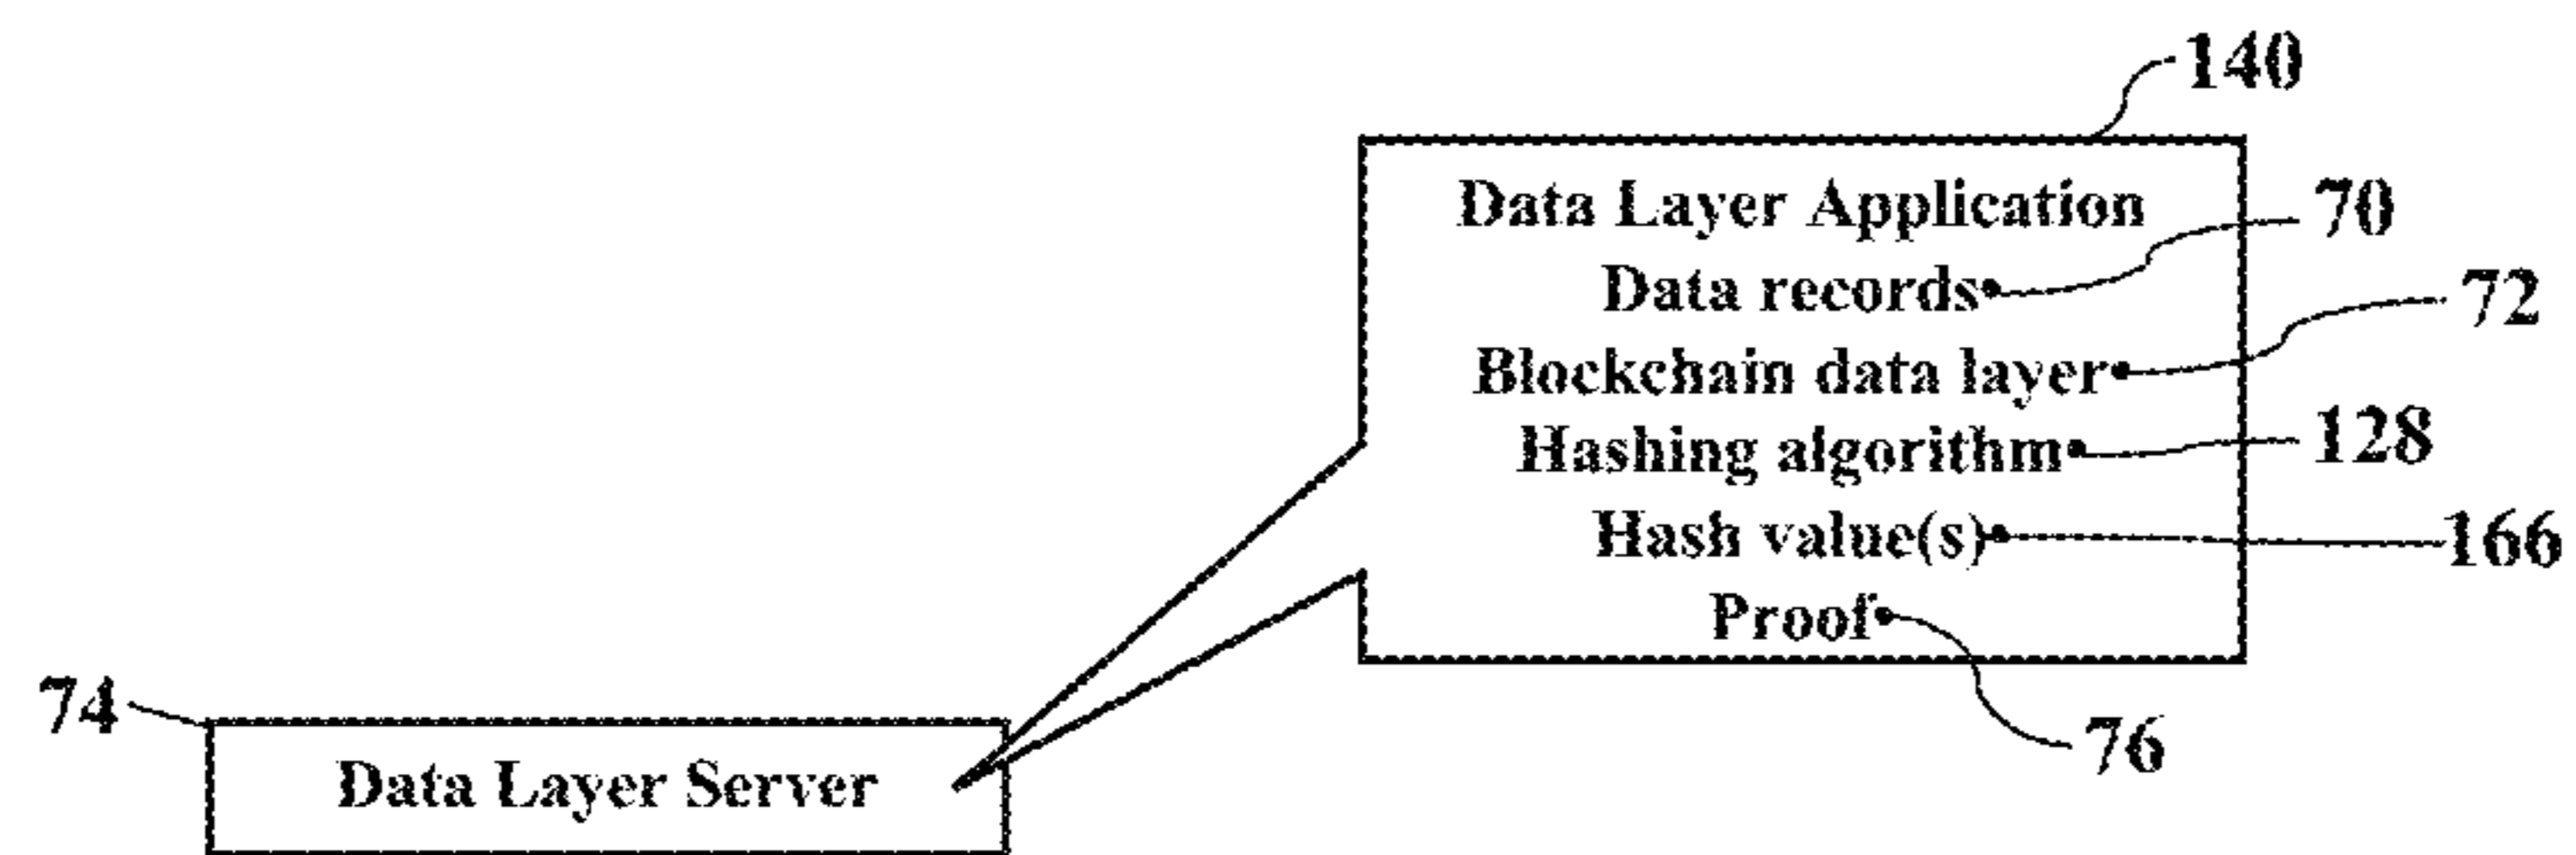 140
Data Layer Application
70
Data records
72
Blockchain data layer
128
Hashing algorithm
Hash value(s)
166
Proof
74
76
Data Layer Server